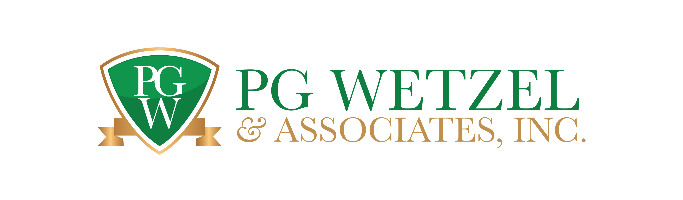 PG
W
PG WETZEL
& ASSOCIATES, INC.